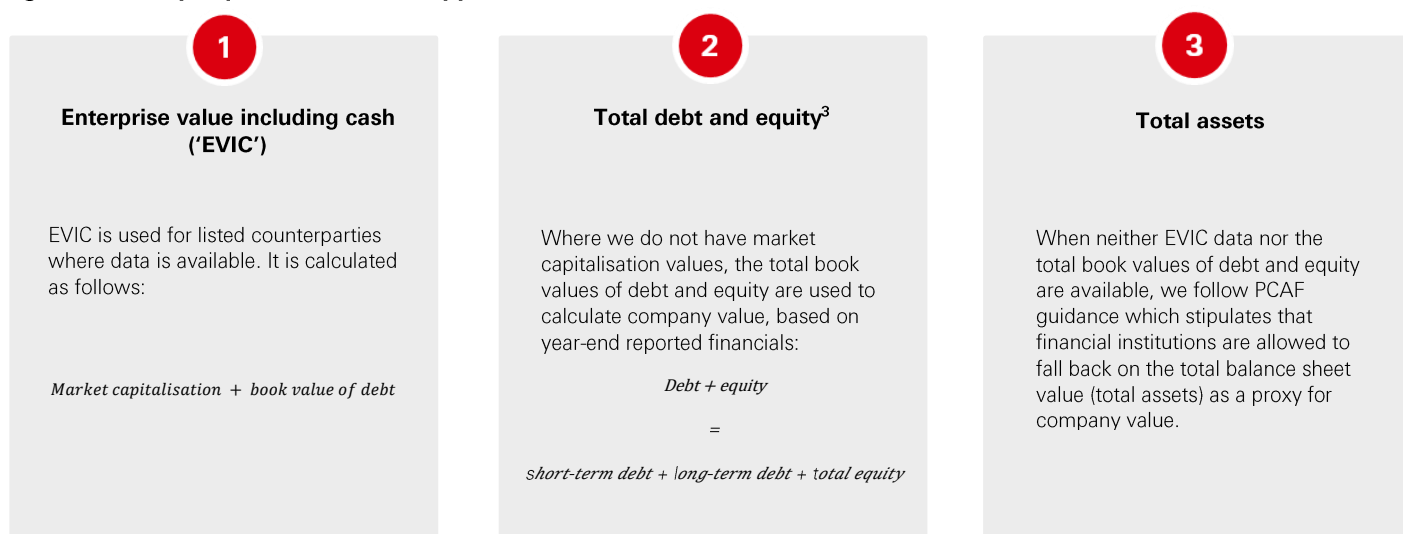 1
Enterprise value including cash
(‘EVIC’)
EVIC is used for listed counterparties
where data is available. It is calculated
as follows:
Market capitalisation + book value of debt
2
Total debt and equity3
Where we do not have market
capitalisation values, the total book
values of debt and equity are used to
calculate company value, based on
year-end reported financials:
Debt + equity
=
short-term debt + long-term debt + total equity
3
Total assets
When neither EVIC data nor the
total book values of debt and equity
are available, we follow PCAF
guidance which stipulates that
financial institutions are allowed to
fall back on the total balance sheet
value (total assets) as a proxy for
company value.